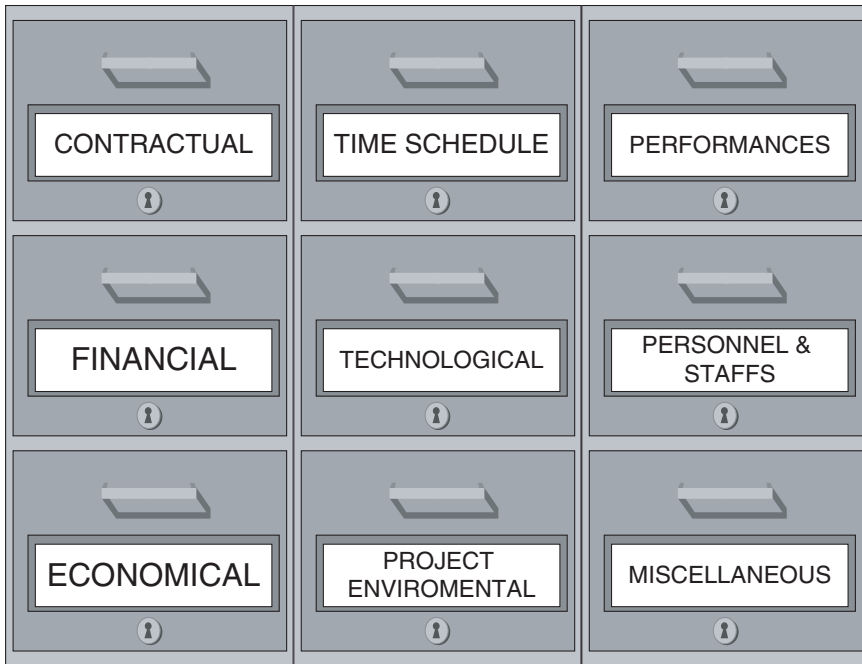 CONTRACTUAL
TIME SCHEDULE
PERFORMANCES
FINANCIAL
TECHNOLOGICAL
PERSONNEL &
STAFFS
ECONOMICAL
PROJECT
ENVIROMENTAL
MISCELLANEOUS